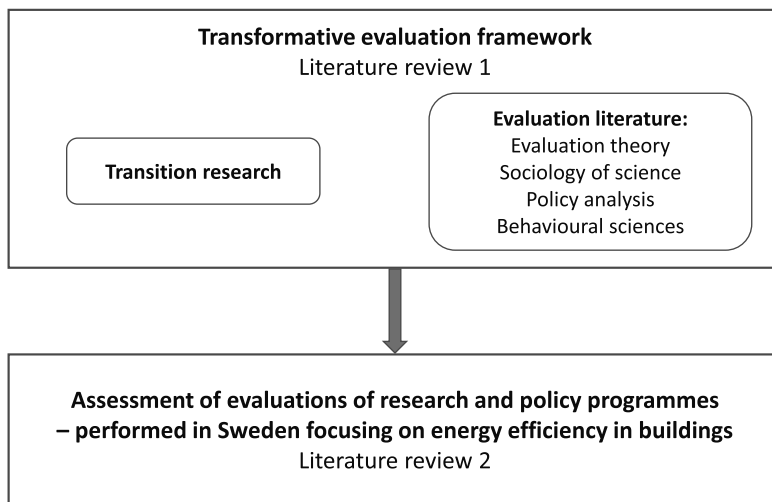 Transformative evaluation framework
Literature review 1
Transition research
Evaluation literature:
Evaluation theory
Sociology of science
Policy analysis
Behavioural sciences
Assessment of evaluations of research and policy programmes
– performed in Sweden focusing on energy efficiency in buildings
Literature review 2